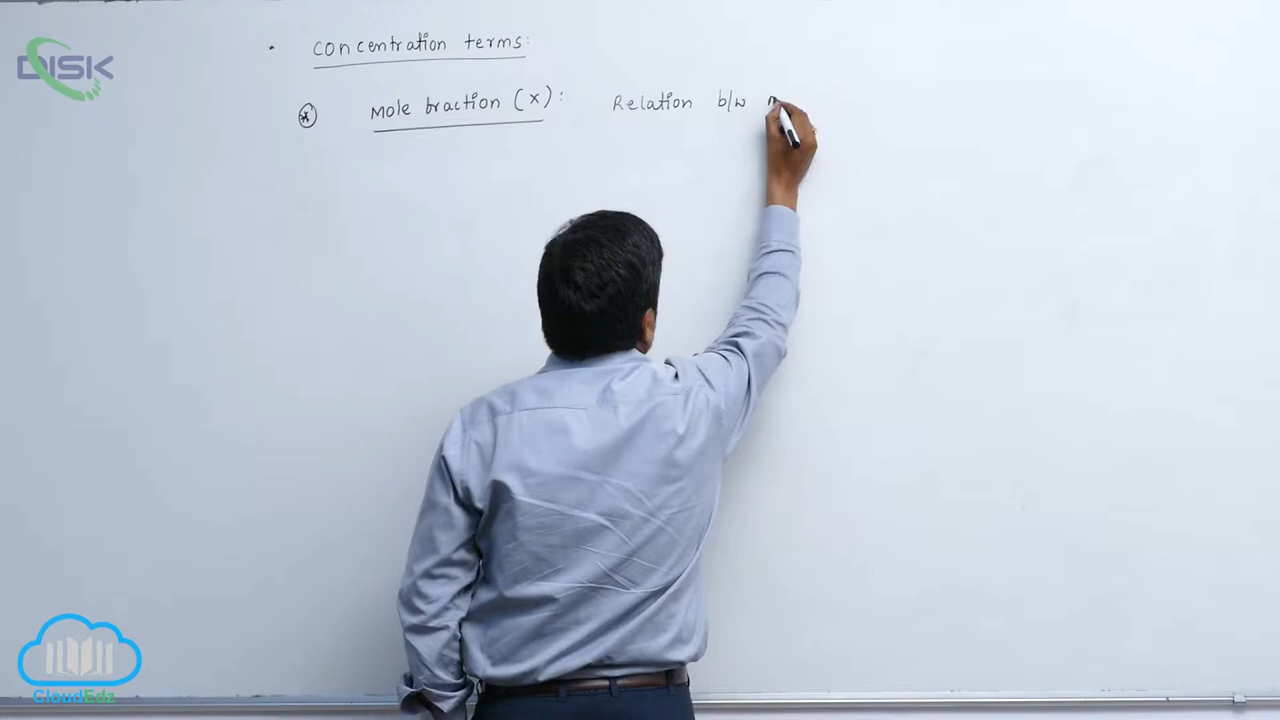 DISK
• Concentration terms:
* Mole fraction (x): Relation b/w
CloudEdz